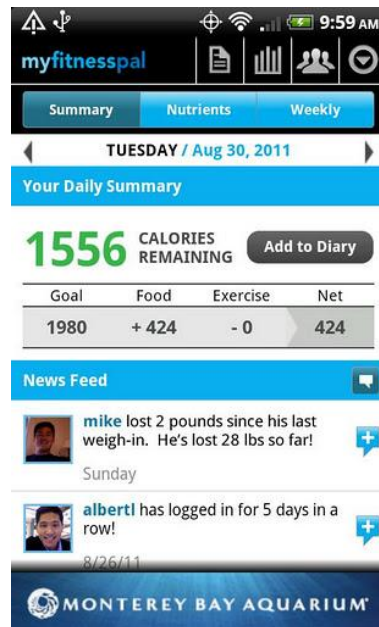 9:59 AM
myfitnesspal
Summary Nutrients Weekly
TUESDAY / Aug 30, 2011
Your Daily Summary
1556 CALORIES REMAINING Add to Diary
Goal Food Exercise Net
1980 + 424 - 0 424
News Feed
mike lost 2 pounds since his last
weigh-in. He's lost 28 lbs so far!
Sunday
albertl has logged in for 5 days in a
row!
8/26/11
MONTEREY BAY AQUARIUM